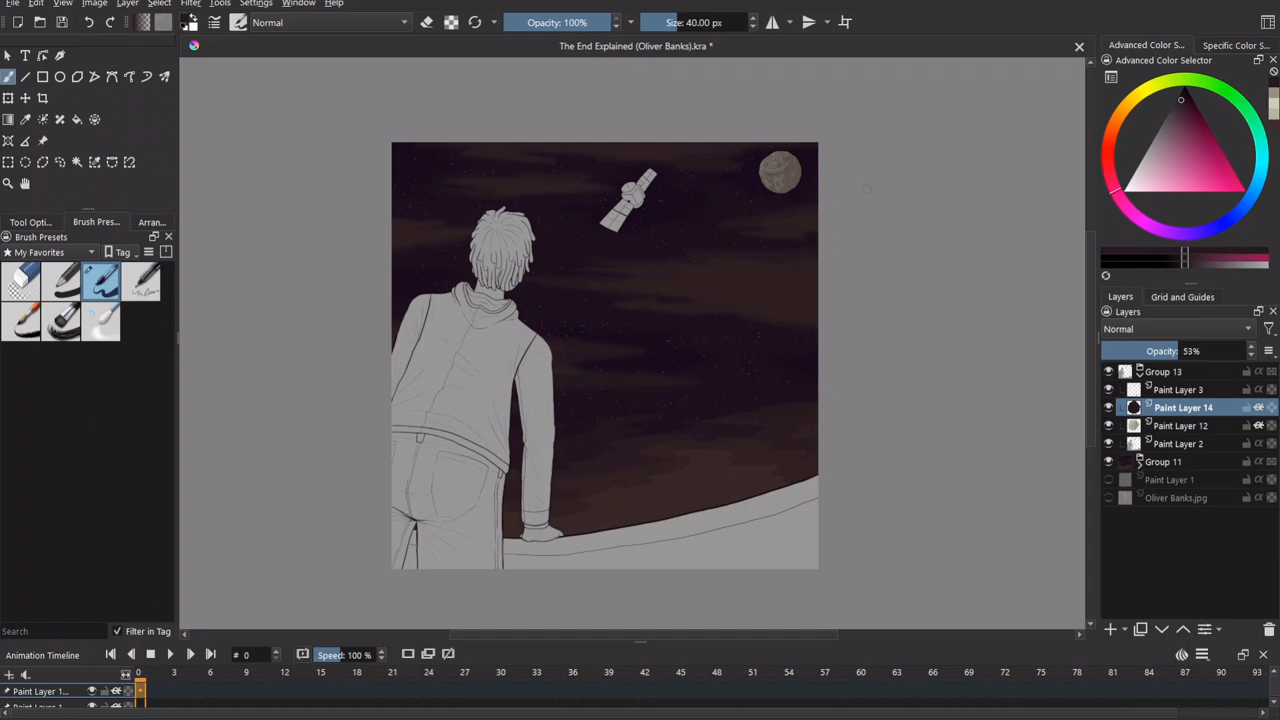 File Edit View Image Layer Select Filter Tools Settings Window Help
Normal
Opacity: 100%
Size: 40.00 px
The End Explained (Oliver Banks).kra *
Advanced Color S... Specific Color S...
Advanced Color Selector
Tool Opti... Brush Pres... Arran...
Brush Presets
My Favorites
Tag
Layers Grid and Guides
Layers
Normal
Opacity: 53%
Group 13
Paint Layer 3
Paint Layer 14
Paint Layer 12
Paint Layer 2
Group 11
Paint Layer 1
Oliver Banks.jpg
Search
Filter in Tag
Animation Timeline
# 0
Speed: 100 %
0 3 6 9 12 15 18 21 24 27 30 33 36 39 42 45 48 51 54 57 60 63 66 69 72 75 78 81 84 87 90 93
Paint Layer 1...